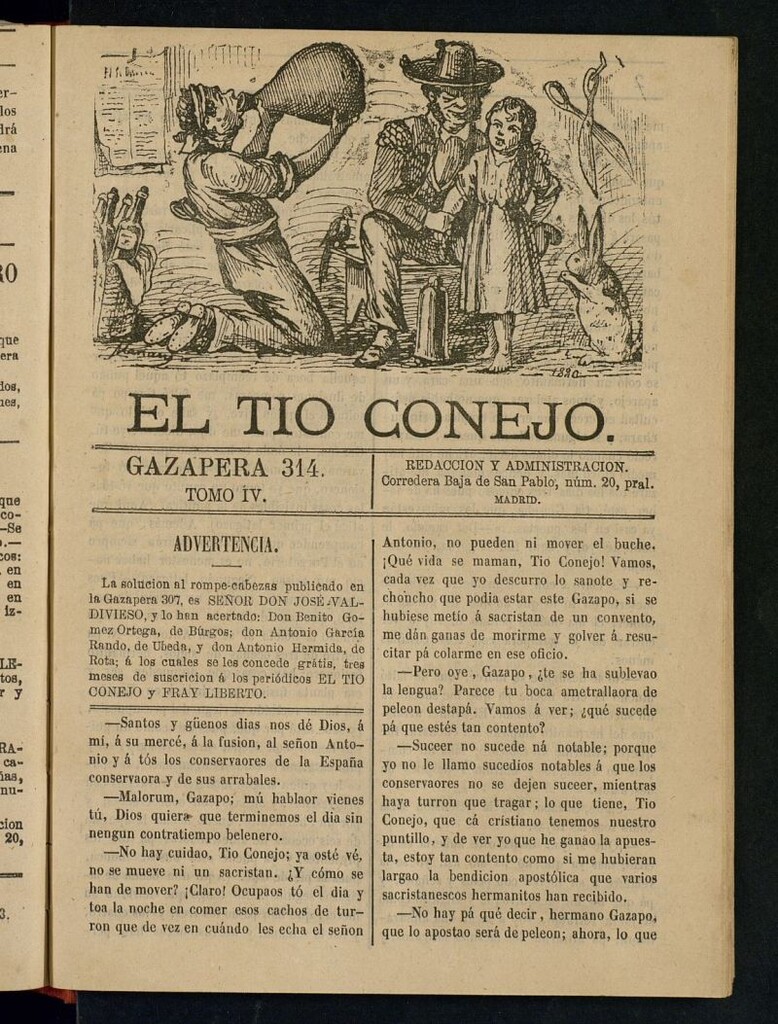 EL TIO CONEJO.
GAZAPERA 314.
TOMO IV.
REDACCION Y ADMINISTRACION.
Corredera Baja de San Pablo, núm. 20, pral.
MADRID.
ADVERTENCIA.
La solucion al rompe-cabezas publicado en
la Gazapera 307, es SEÑOR DON JOSÉ VAL-
DIVIESO, y lo han acertado: Don Benito Go-
mez Ortega, de Búrgos; don Antonio García
Rando, de Ubeda, y don Antonio Hermida, de
Rota; á los cuales se les concede grátis, tres
meses de suscricion á los periódicos EL TIO
CONEJO y FRAY LIBERTO.
—Santos y güenos dias nos dé Dios, á
mí, á su mercé, á la fusion, al señon Anto-
nio y á tós los conservaores de la España
conservaora y de sus arrabales.
—Malorum, Gazapo; mú hablaor vienes
tú, Dios quiera que terminemos el dia sin
nengun contratiempo belenero.
—No hay cuidao, Tio Conejo; ya osté vé,
no se mueve ni un sacristan. ¿Y cómo se
han de mover? ¡Claro! Ocupaos tó el dia y
toa la noche en comer esos cachos de tur-
ron que de vez en cuándo les echa el señon
Antonio, no pueden ni mover el buche.
¡Qué vida se maman, Tio Conejo! Vamos,
cada vez que yo descurro lo sanote y re-
choncho que podia estar este Gazapo, si se
hubiese metío á sacristan de un convento,
me dán ganas de morirme y golver á resu-
citar pá colarme en ese oficio.
—Pero oye, Gazapo, ¿te se ha sublevao
la lengua? Parece tu boca ametrallaora de
peleon destapá. Vamos á ver; ¿qué sucede
pá que estés tan contento?
—Suceer no sucede ná notable; porque
yo no le llamo sucedios notables á que los
conservaores no se dejen suceer, mientras
haya turron que tragar; lo que tiene, Tio
Conejo, que cá cristiano tenemos nuestro
puntillo, y de ver yo que he ganao la apues-
ta, estoy tan contento como si me hubieran
largao la bendicion apostólica que varios
sacristanescos hermanitos han recibido.
—No hay pá qué decir, hermano Gazapo,
que lo apostao será de peleon; ahora, lo que
1880